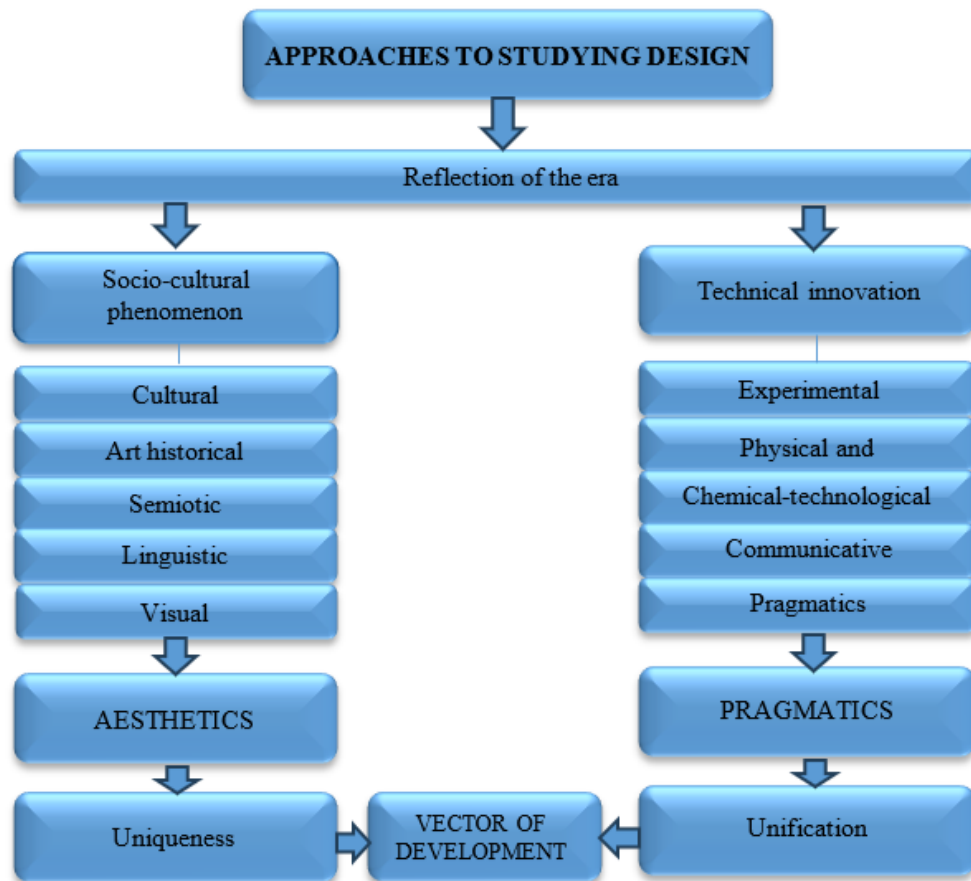 APPROACHES TO STUDYING DESIGN
Reflection of the era
Socio-cultural
phenomenon
Cultural
Art historical
Semiotic
Linguistic
Visual
AESTHETICS
Uniqueness
Technical innovation
Experimental
Physical and
Chemical-technological
Communicative
Pragmatics
PRAGMATICS
Unification
VECTOR OF
DEVELOPMENT